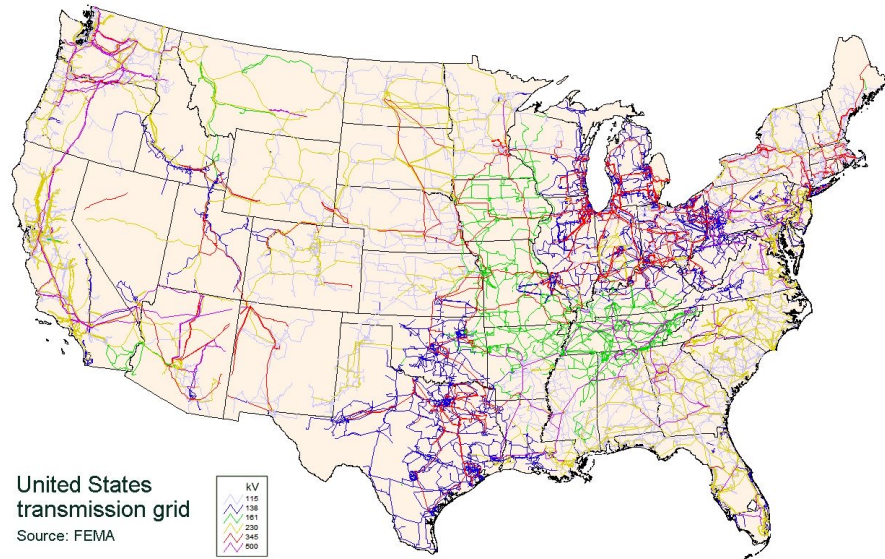 United States
transmission grid
Source: FEMA
kV
115
138
161
230
345
500